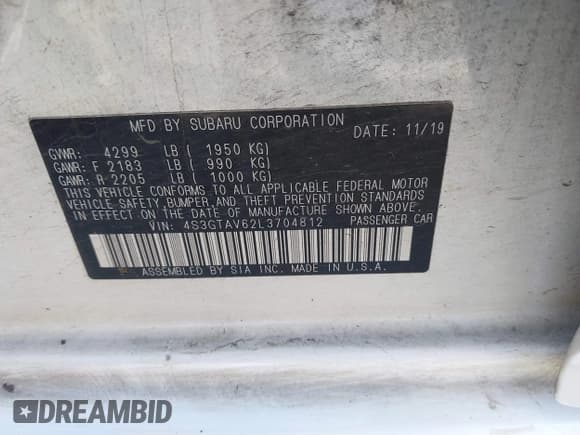 MFD BY SUBARU CORPORATION
DATE: 11/19
GVWR: 4299 LB ( 1950 KG)
GAWR: F 2183 LB ( 990 KG)
GAWR: R 2205 LB ( 1000 KG)
THIS VEHICLE CONFORMS TO ALL APPLICABLE FEDERAL MOTOR
VEHICLE SAFETY, BUMPER, AND THEFT PREVENTION STANDARDS
IN EFFECT ON THE DATE OF MANUFACTURE SHOWN ABOVE.
VIN: 4S3GTAV62L3704812 PASSENGER CAR
ASSEMBLED BY SIA INC. MADE IN U.S.A.
DREAMBID